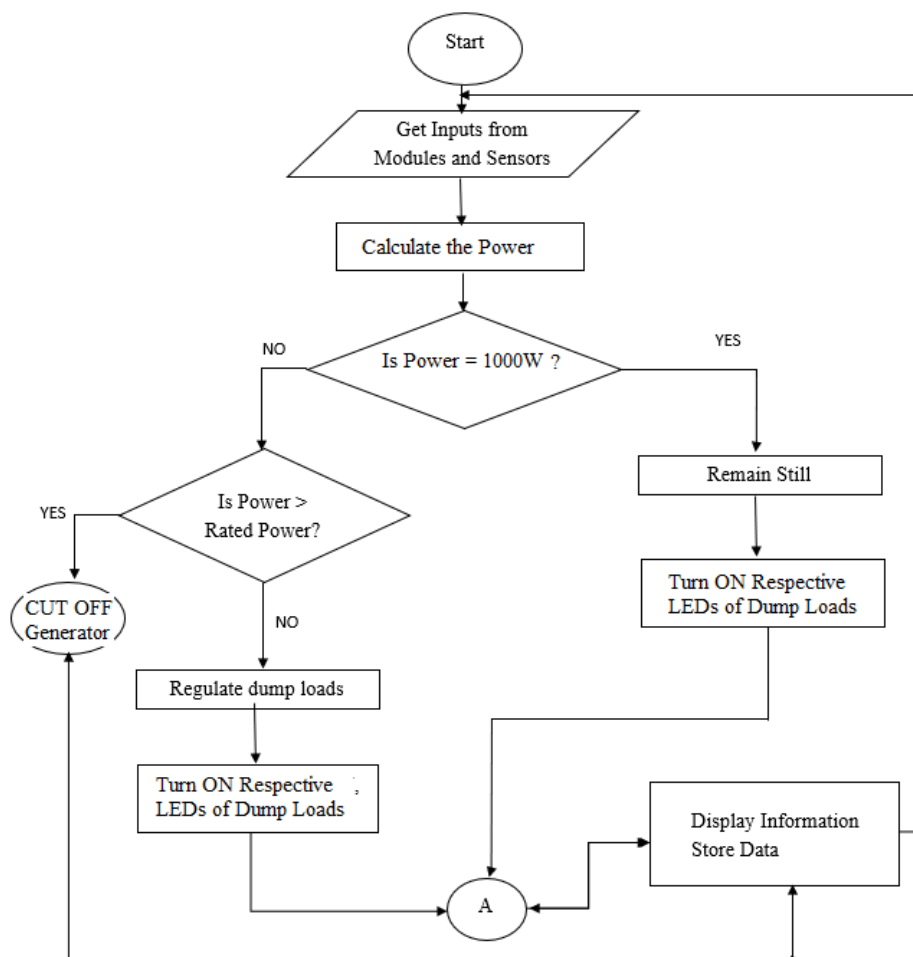 Start
Get Inputs from
Modules and Sensors
Calculate the Power
Is Power = 1000W ?
NO
YES
Is Power >
Rated Power?
YES
NO
Remain Still
Turn ON Respective
LEDs of Dump Loads
CUT OFF
Generator
Regulate dump loads
Turn ON Respective ,
LEDs of Dump Loads
Display Information
Store Data
A